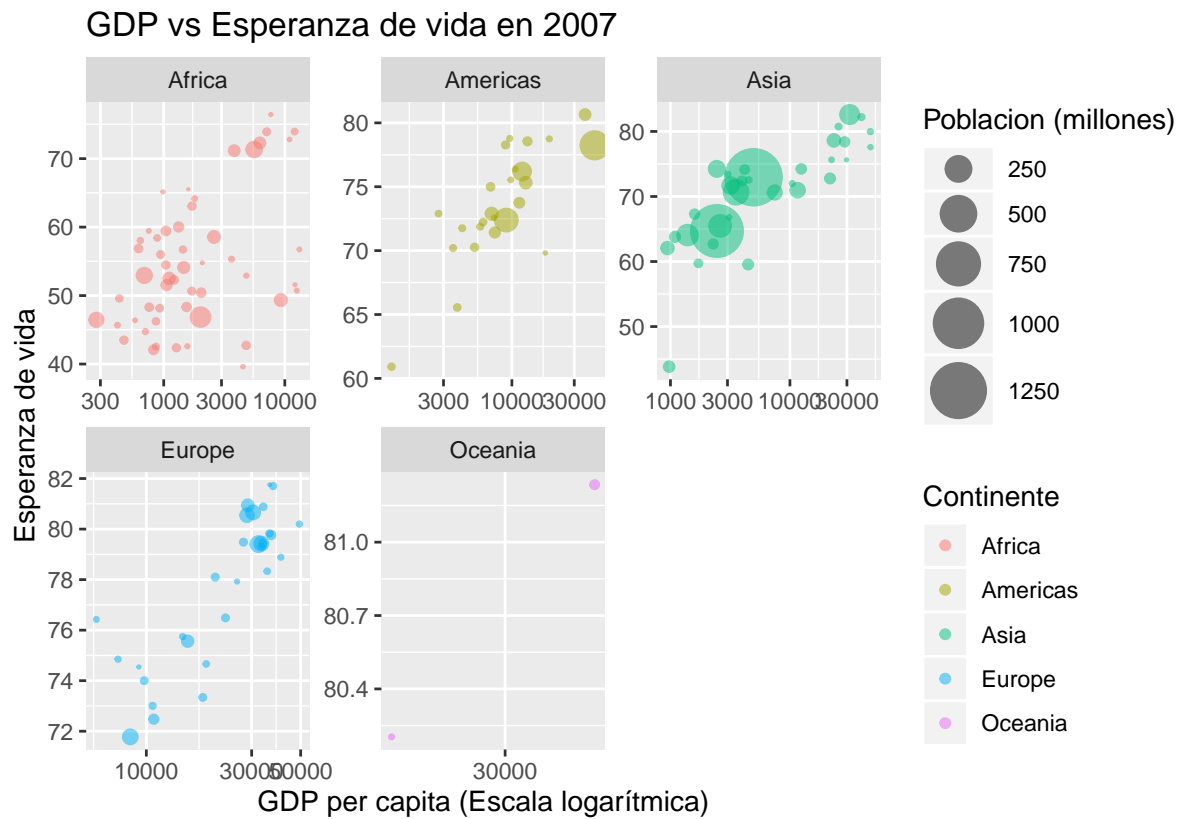 GDP vs Esperanza de vida en 2007
Africa
Americas
Asia
70
60
50
40
300
1000
3000
10000
80
75
70
65
60
3000
10000
30000
80
70
60
50
1000
3000
10000
30000
Europe
Oceania
82
80
78
76
74
72
10000
30000
50000
81.0
80.7
80.4
30000
Esperanza de vida
GDP per capita (Escala logarítmica)
Poblacion (millones)
250
500
750
1000
1250
Continente
Africa
Americas
Asia
Europe
Oceania